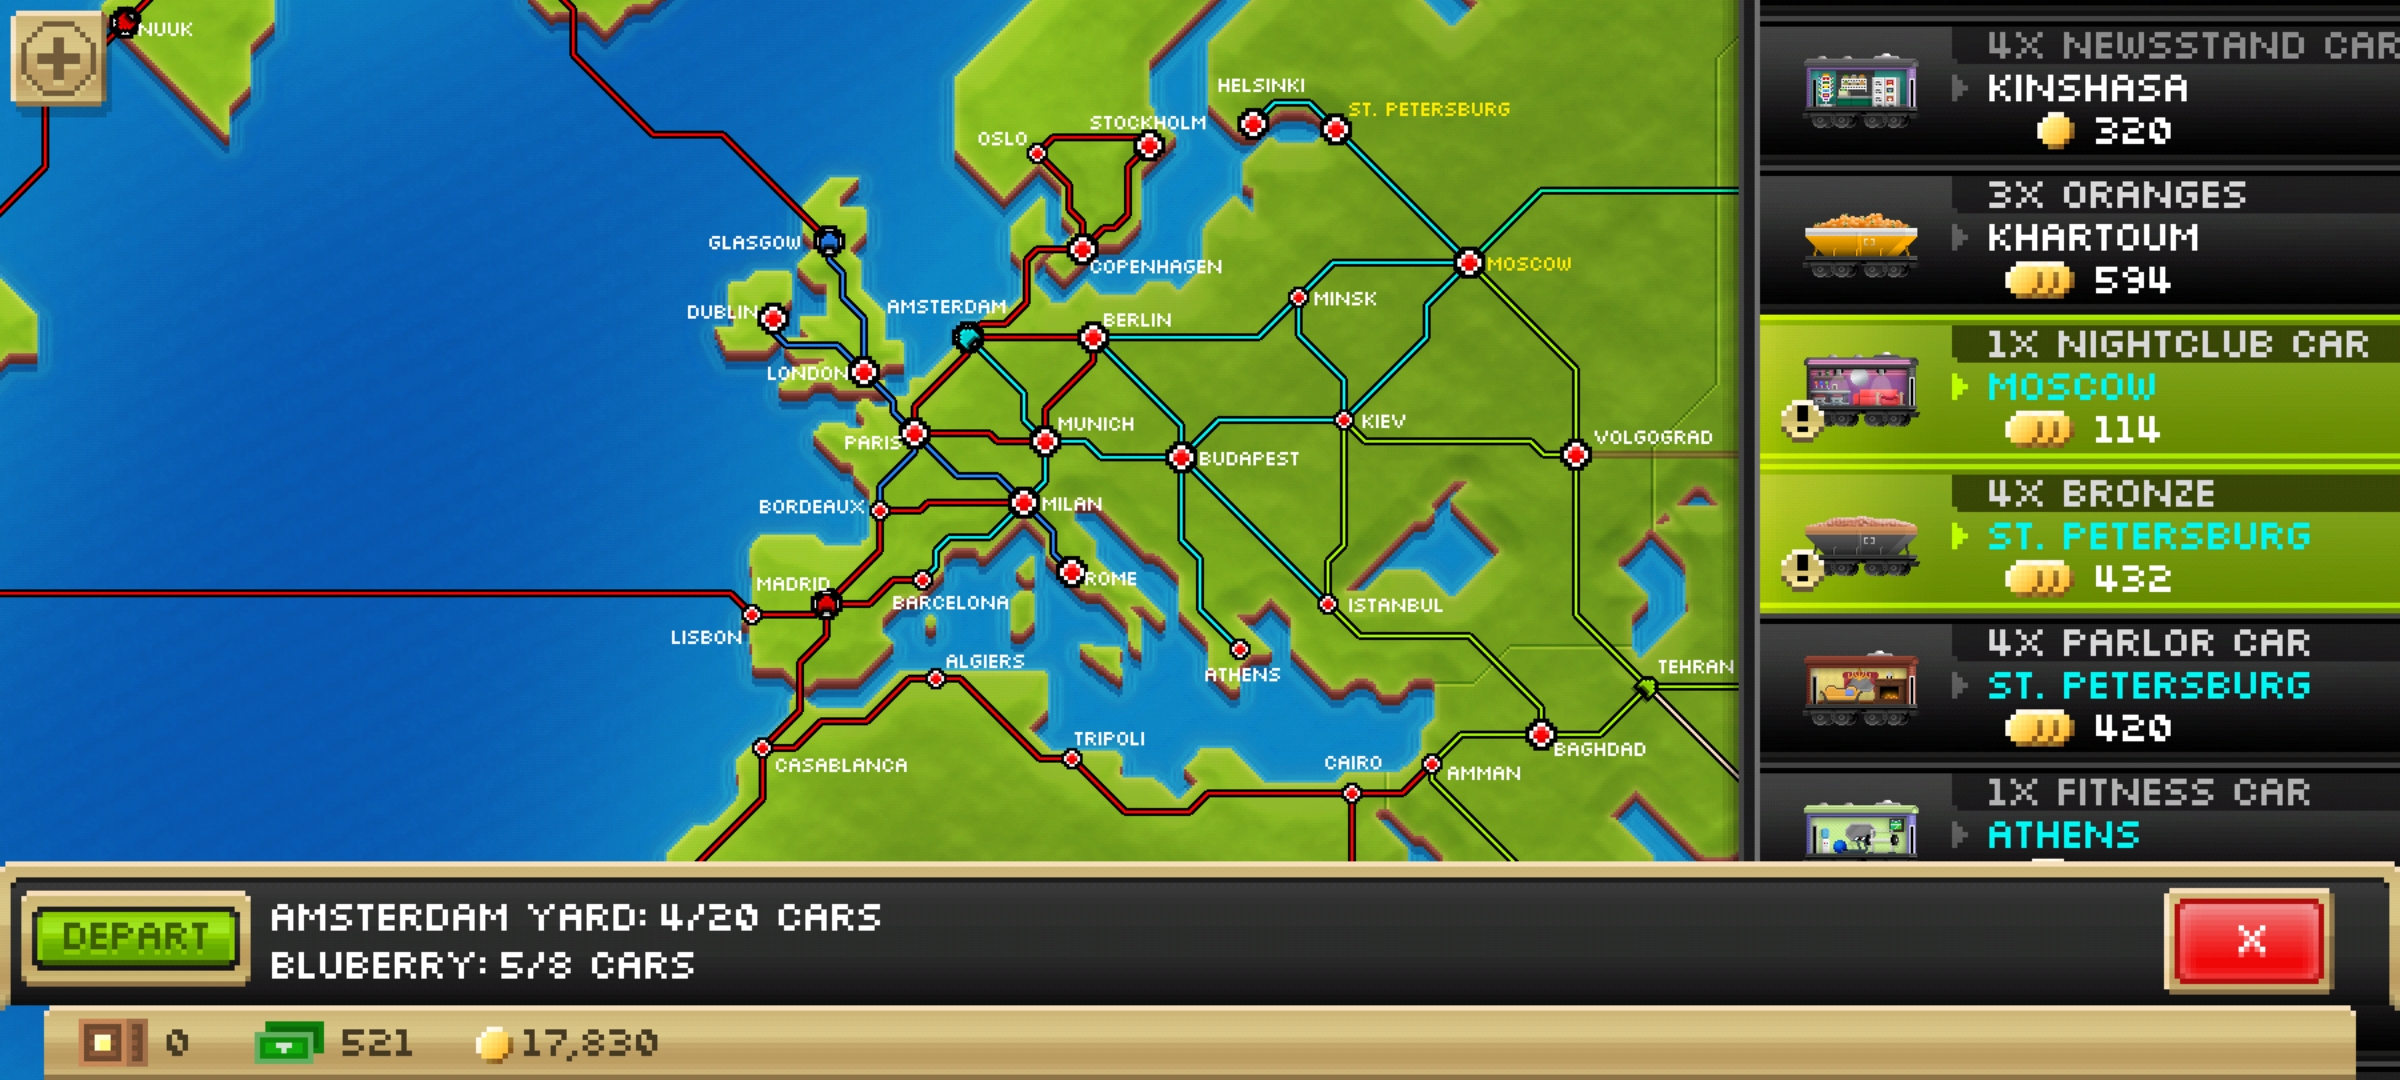 NUUK
HELSINKI
ST. PETERSBURG
STOCKHOLM
OSLO
GLASGOW
MOSCOW
COPENHAGEN
MINSK
DUBLIN
AMSTERDAM
BERLIN
LONDON
MUNICH
KIEV
PARIS
VOLGOGRAD
BUDAPEST
BORDEAUX
MILAN
MADRID
ROME
BARCELONA
ISTANBUL
LISBON
ALGIERS
ATHENS
TEHRAN
TRIPOLI
BAGHDAD
CASABLANCA
CAIRO
AMMAN
4X NEWSSTAND CAR
KINSHASA
320
3X ORANGES
KHARTOUM
594
1X NIGHTCLUB CAR
MOSCOW
114
4X BRONZE
ST. PETERSBURG
432
4X PARLOR CAR
ST. PETERSBURG
420
1X FITNESS CAR
ATHENS
DEPART
AMSTERDAM YARD: 4/20 CARS
BLUBERRY: 5/8 CARS
X
0
521
17,830